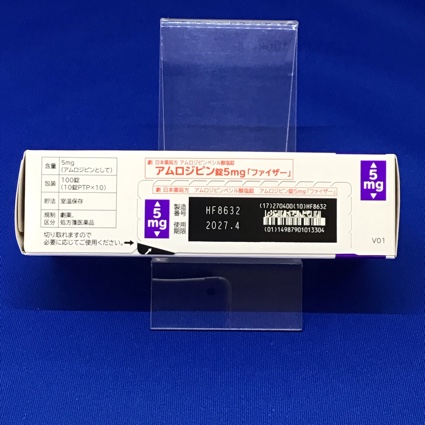 含量 5mg
(アムロジピンとして)
包装 100錠
(10錠PTP×10)
貯法 室温保存
規制 劇薬、
区分 処方箋医薬品
切り取れますので
必要に応じてご使用ください。
劇 日本薬局方 アムロジピンベシル酸塩錠
アムロジピン錠5mg「ファイザー」
劇 日本薬局方 アムロジピンベシル酸塩錠 アムロジピン錠5mg「ファイザー」
5
mg
製造
番号 HF8632
使用
期限 2027.4
(17)270400(10)HF8632
(01)14987901013304
5
mg
V01